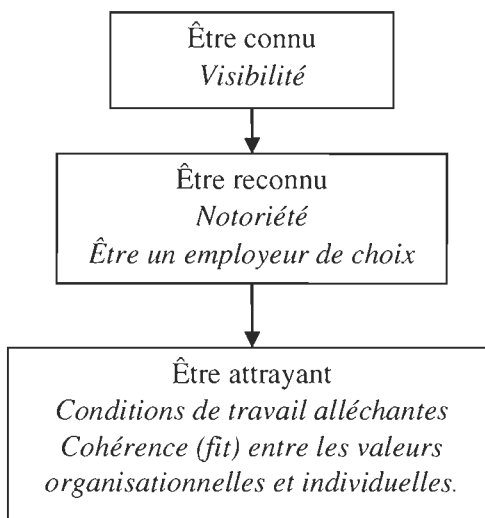 Être connu
Visibilité
Être reconnu
Notoriété
Être un employeur de choix
Être attrayant
Conditions de travail alléchantes
Cohérence (fit) entre les valeurs
organisationnelles et individuelles.